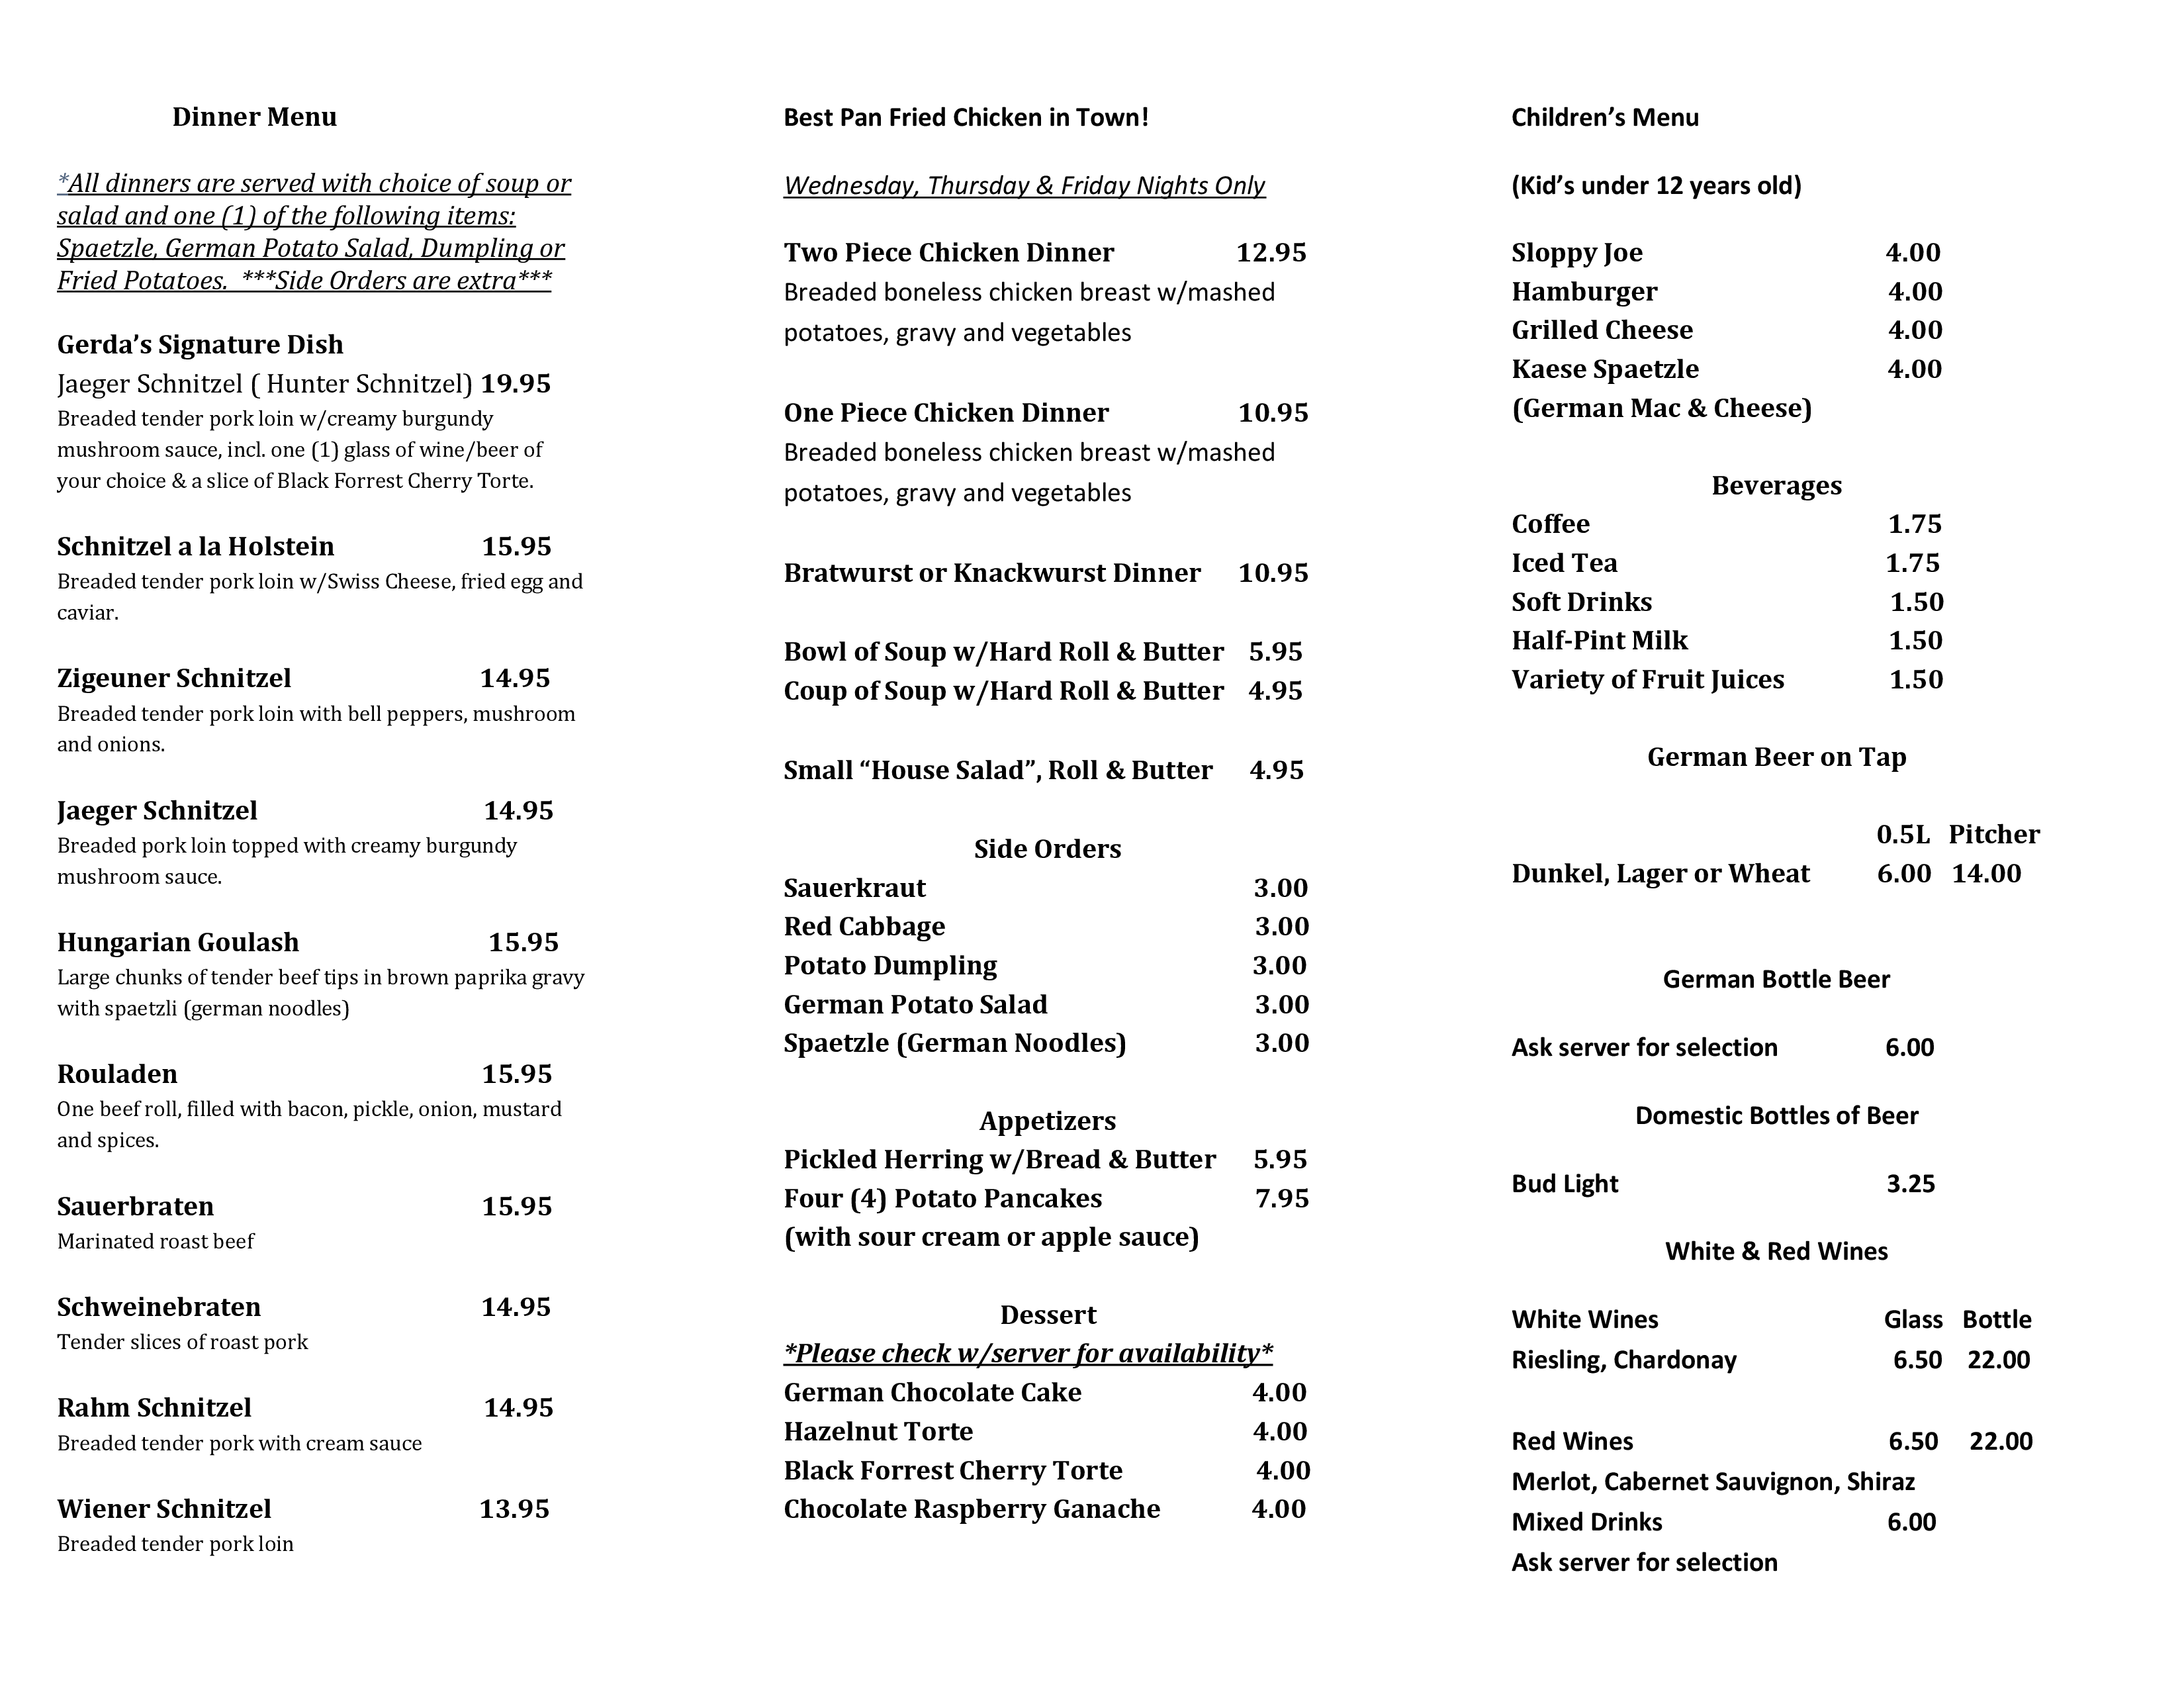 Dinner Menu
*All dinners are served with choice of soup or
salad and one (1) of the following items:
Spaetzle, German Potato Salad, Dumpling or
Fried Potatoes. ***Side Orders are extra***
Gerda’s Signature Dish
Jaeger Schnitzel ( Hunter Schnitzel) 19.95
Breaded tender pork loin w/creamy burgundy
mushroom sauce, incl. one (1) glass of wine/beer of
your choice & a slice of Black Forrest Cherry Torte.
Schnitzel a la Holstein 15.95
Breaded tender pork loin w/Swiss Cheese, fried egg and
caviar.
Zigeuner Schnitzel 14.95
Breaded tender pork loin with bell peppers, mushroom
and onions.
Jaeger Schnitzel 14.95
Breaded pork loin topped with creamy burgundy
mushroom sauce.
Hungarian Goulash 15.95
Large chunks of tender beef tips in brown paprika gravy
with spaetzli (german noodles)
Rouladen 15.95
One beef roll, filled with bacon, pickle, onion, mustard
and spices.
Sauerbraten 15.95
Marinated roast beef
Schweinebraten 14.95
Tender slices of roast pork
Rahm Schnitzel 14.95
Breaded tender pork with cream sauce
Wiener Schnitzel 13.95
Breaded tender pork loin
Best Pan Fried Chicken in Town!
Wednesday, Thursday & Friday Nights Only
Two Piece Chicken Dinner 12.95
Breaded boneless chicken breast w/mashed
potatoes, gravy and vegetables
One Piece Chicken Dinner 10.95
Breaded boneless chicken breast w/mashed
potatoes, gravy and vegetables
Bratwurst or Knackwurst Dinner 10.95
Bowl of Soup w/Hard Roll & Butter 5.95
Coup of Soup w/Hard Roll & Butter 4.95
Small “House Salad”, Roll & Butter 4.95
Side Orders
Sauerkraut 3.00
Red Cabbage 3.00
Potato Dumpling 3.00
German Potato Salad 3.00
Spaetzle (German Noodles) 3.00
Appetizers
Pickled Herring w/Bread & Butter 5.95
Four (4) Potato Pancakes 7.95
(with sour cream or apple sauce)
Dessert
*Please check w/server for availability*
German Chocolate Cake 4.00
Hazelnut Torte 4.00
Black Forrest Cherry Torte 4.00
Chocolate Raspberry Ganache 4.00
Children’s Menu
(Kid’s under 12 years old)
Sloppy Joe 4.00
Hamburger 4.00
Grilled Cheese 4.00
Kaese Spaetzle 4.00
(German Mac & Cheese)
Beverages
Coffee 1.75
Iced Tea 1.75
Soft Drinks 1.50
Half-Pint Milk 1.50
Variety of Fruit Juices 1.50
German Beer on Tap
0.5L Pitcher
Dunkel, Lager or Wheat 6.00 14.00
German Bottle Beer
Ask server for selection 6.00
Domestic Bottles of Beer
Bud Light 3.25
White & Red Wines
White Wines Glass Bottle
Riesling, Chardonay 6.50 22.00
Red Wines 6.50 22.00
Merlot, Cabernet Sauvignon, Shiraz
Mixed Drinks 6.00
Ask server for selection